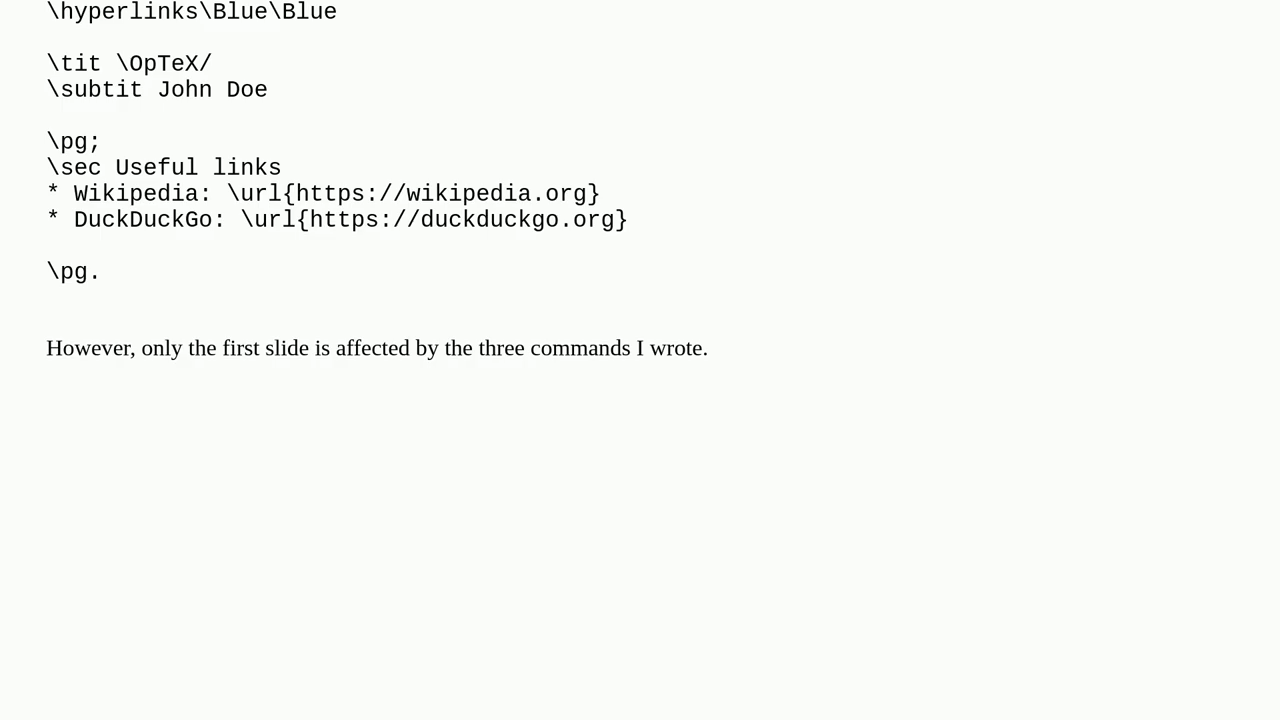 \hyperlinks\Blue\Blue
\tit \OpTeX/
\subtit John Doe
\pg;
\sec Useful links
* Wikipedia: \url{https://wikipedia.org}
* DuckDuckGo: \url{https://duckduckgo.org}
\pg.
However, only the first slide is affected by the three commands I wrote.